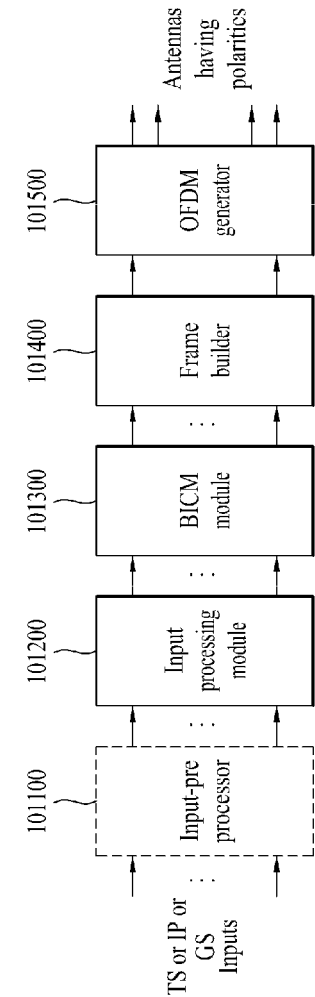 TS or IP or
GS
Inputs
101100
Input-pre
processor
101200
Input
processing
module
101300
BICM
module
101400
Frame
builder
101500
OFDM
generator
Antennas
having
polaritics